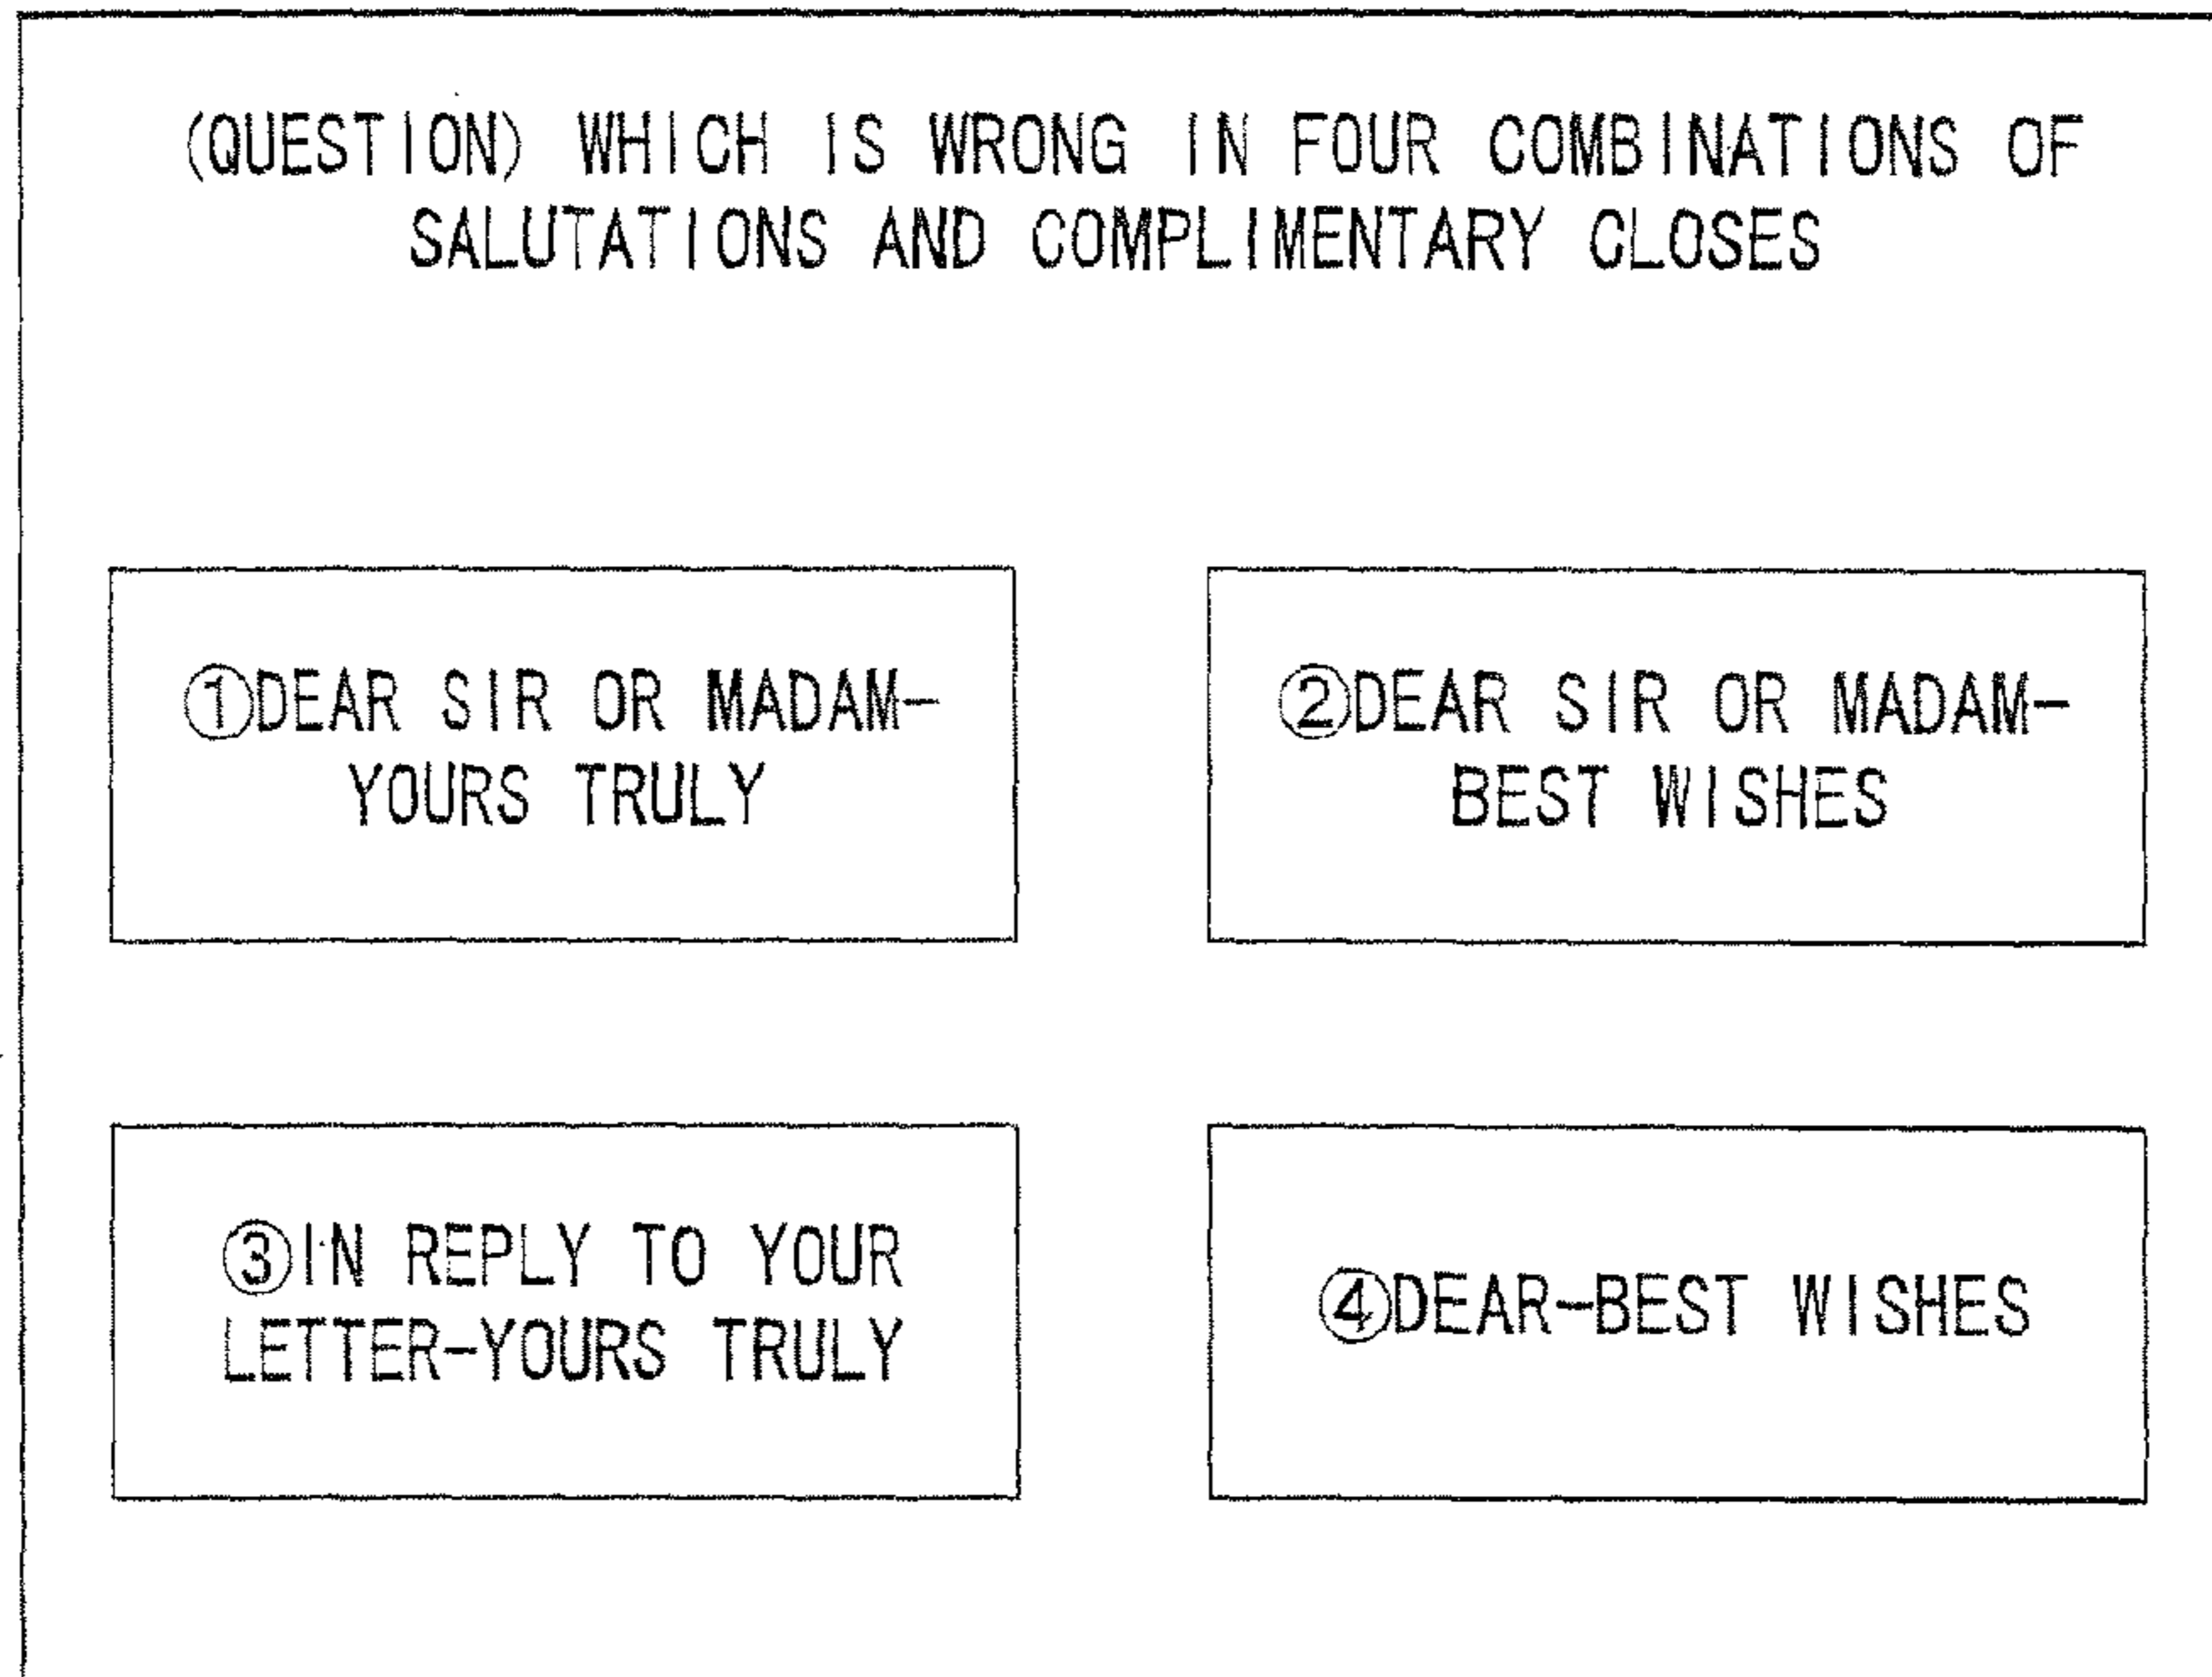 (QUESTION) WHICH IS WRONG IN FOUR COMBINATIONS OF
SALUTATIONS AND COMPLIMENTARY CLOSES
①DEAR SIR OR MADAM-
YOURS TRULY
②DEAR SIR OR MADAM-
BEST WISHES
③IN REPLY TO YOUR
LETTER-YOURS TRULY
④DEAR-BEST WISHES